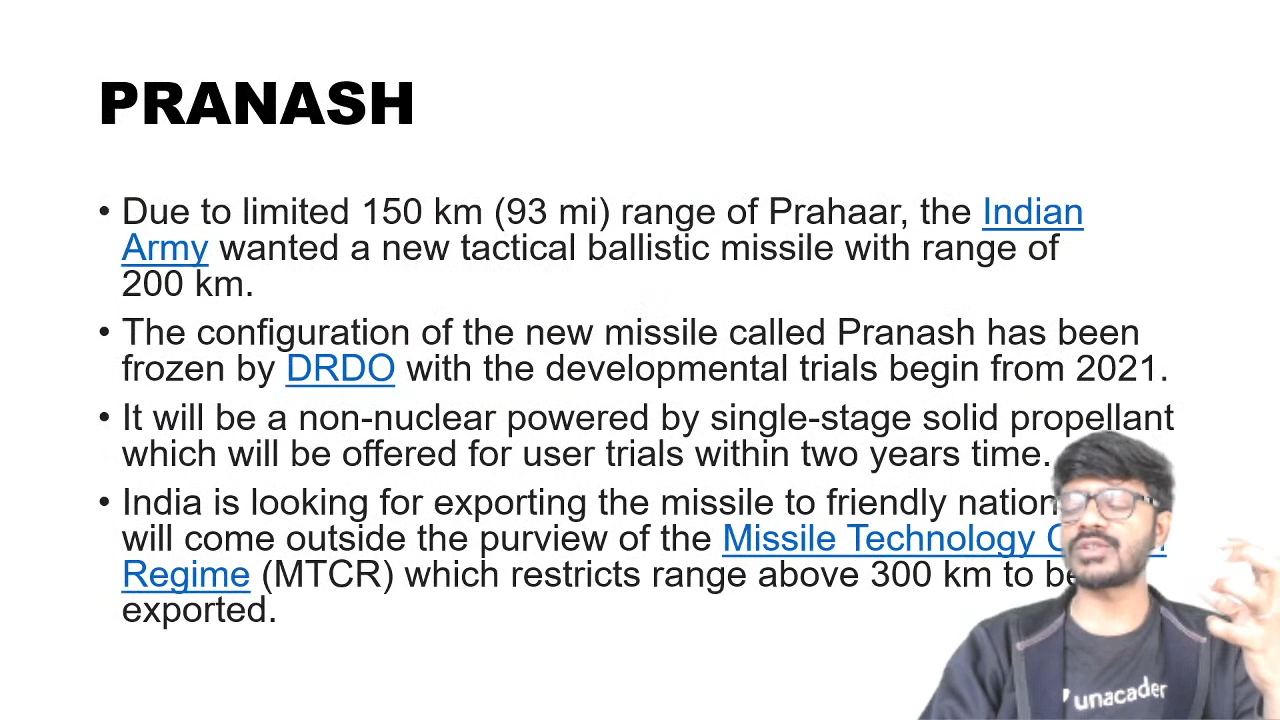 PRANASH
• Due to limited 150 km (93 mi) range of Prahaar, the Indian
Army wanted a new tactical ballistic missile with range of
200 km.
• The configuration of the new missile called Pranash has been
frozen by DRDO with the developmental trials begin from 2021.
• It will be a non-nuclear powered by single-stage solid propellant
which will be offered for user trials within two years time.
• India is looking for exporting the missile to friendly
will come outside the purview of the Missile Technology
Regime (MTCR) which restricts range above 300 km to be
exported.
unacader